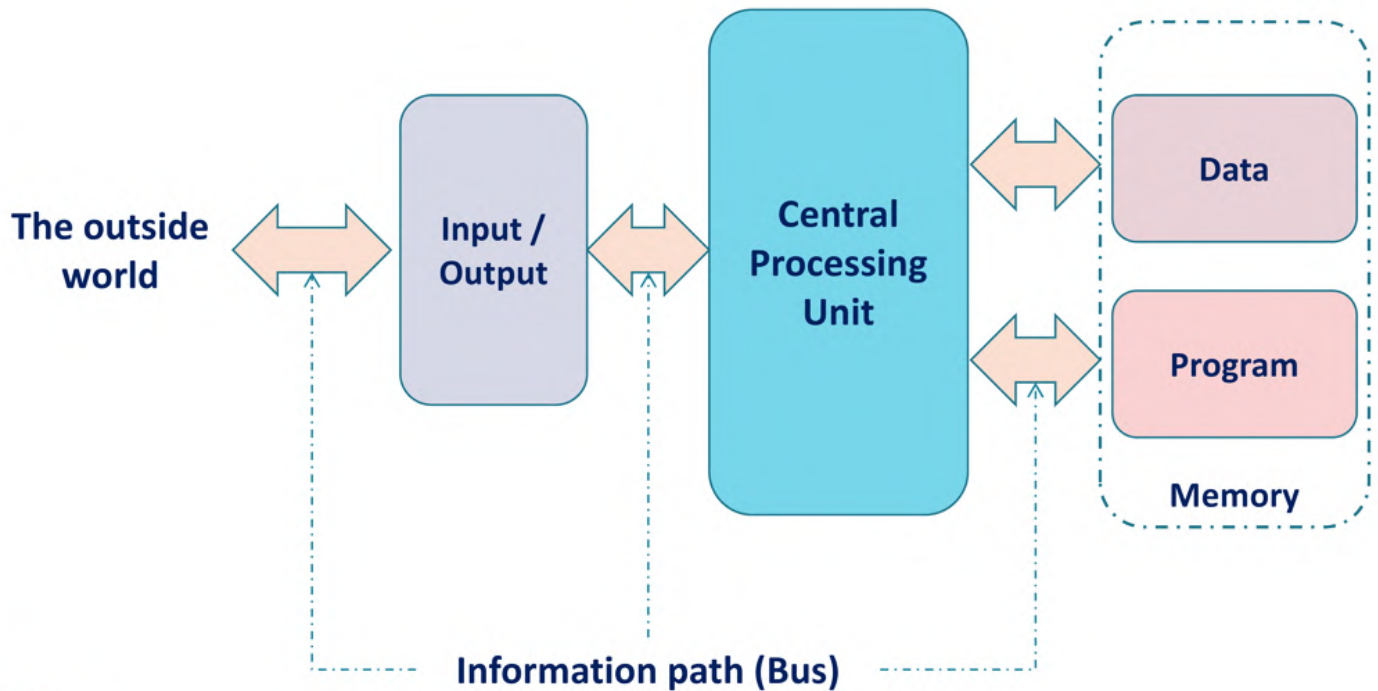 The outside
world
Input /
Output
Central
Processing
Unit
Data
Program
Memory
Information path (Bus)